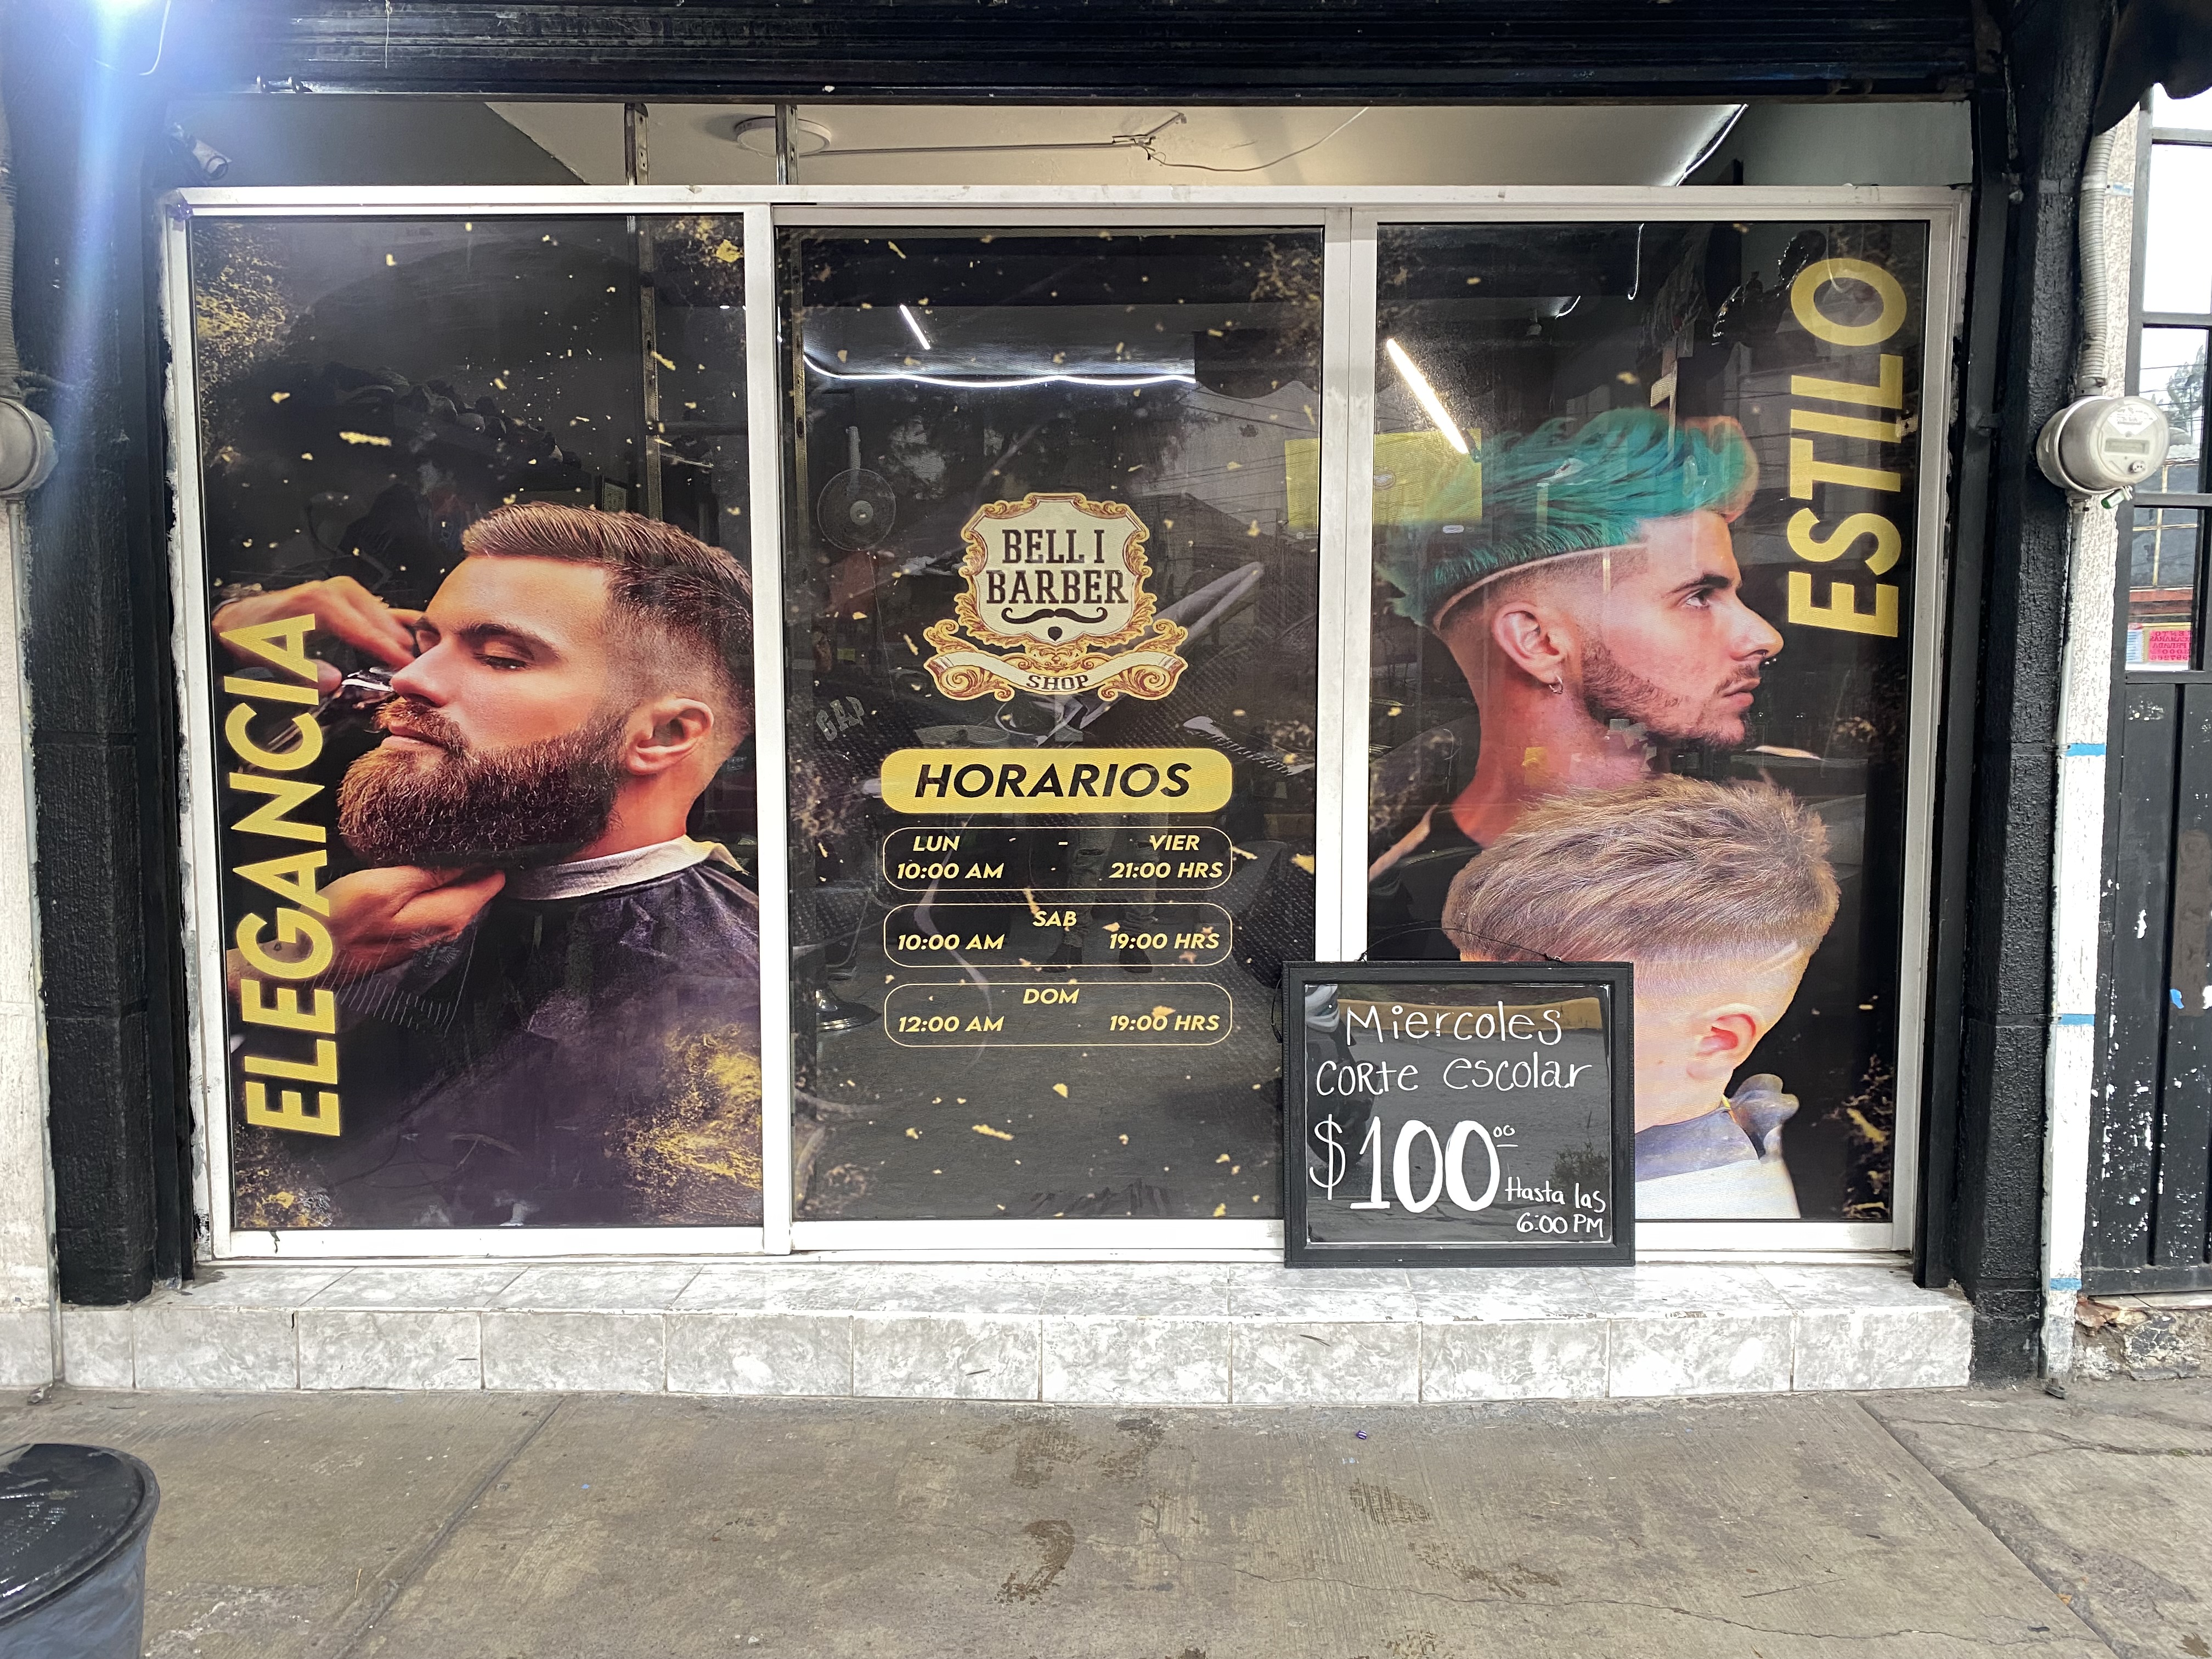 ELEGANCIA
BELL I
BARBER
SHOP
HORARIOS
LUN - VIER
10:00 AM - 21:00 HRS
SAB
10:00 AM 19:00 HRS
DOM
12:00 AM 19:00 HRS
ESTILO
Miercoles
corte escolar
$100.00
Hasta las
6:00 PM
GAP